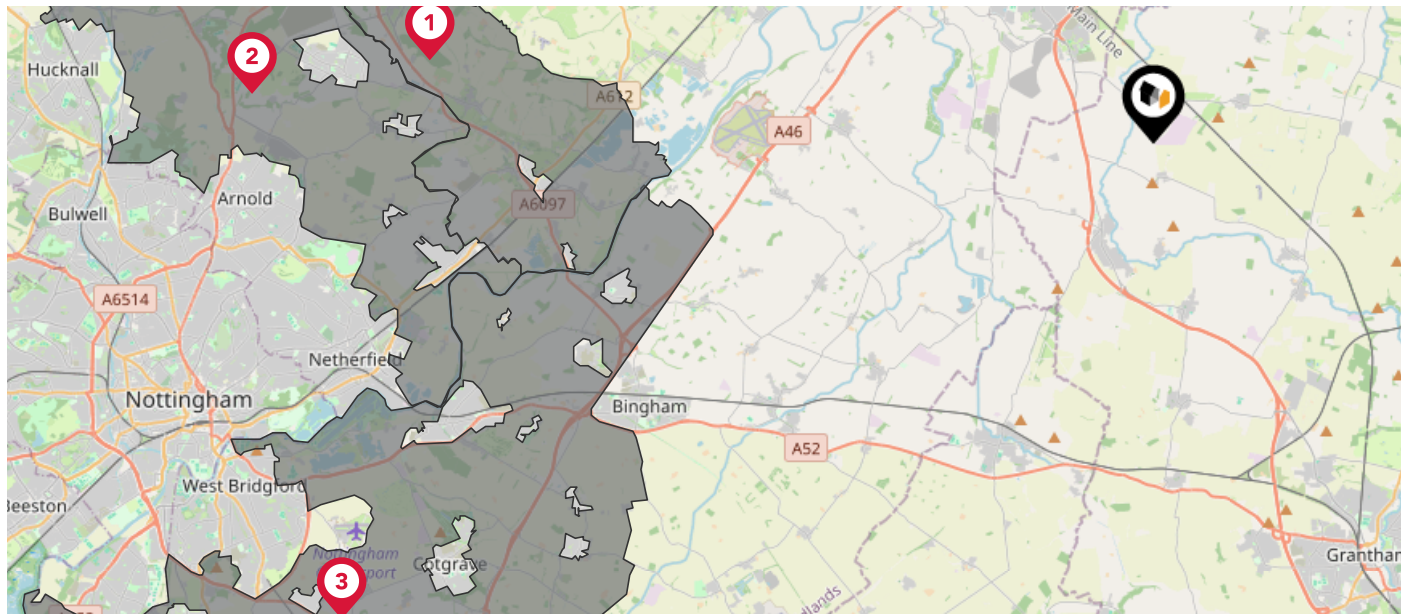 1
Main Line
2
Hucknall
A612
A46
Arnold
A6097
Bulwell
A6514
Netherfield
Nottingham
Bingham
A52
West Bridgford
Beeston
Nottingham
Cotgrave
3
Grantham